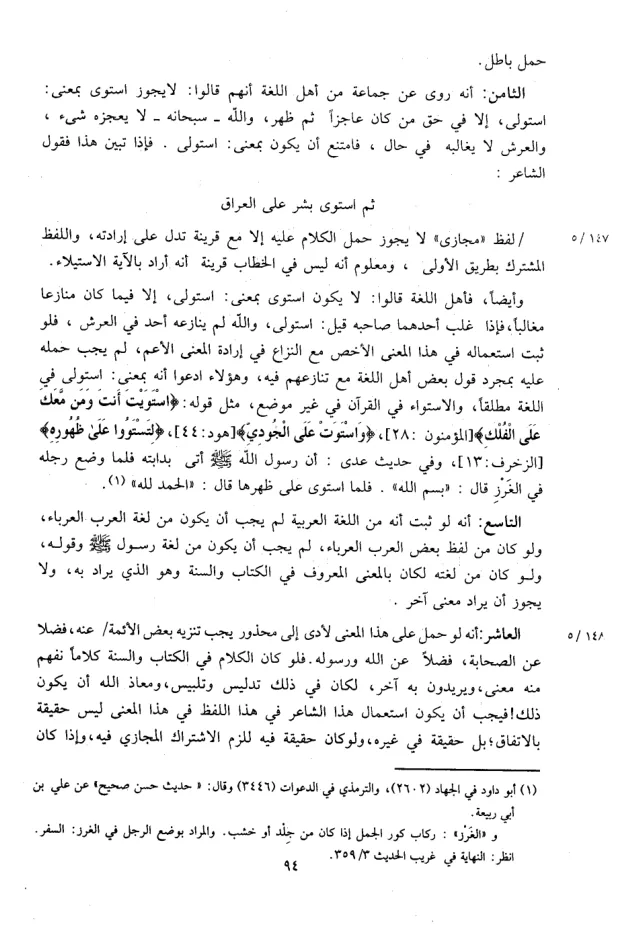 حمل باطل.
الثامن: أنه روى عن جماعة من أهل اللغة أنهم قالوا: لايجوز استوى بمعنى:
استولى، إلا في حق من كان عاجزاً ثم ظهر، والله ـ سبحانه ـ لا يعجزه شىء ،
والعرش لا يغالبه في حال ، فامتنع أن يكون بمعنى: استولى . فإذا تبين هذا فقول
الشاعر :
ثم استوى بشر على العراق
/ لفظ «مجازى» لا يجوز حمل الكلام عليه إلا مع قرينة تدل على إرادته، واللفظ
١٤٧/ ٥
المشترك بطريق الأولى ، ومعلوم أنه ليس في الخطاب قرينة أنه أراد بالآية الاستيلاء.
وأيضاً، فأهل اللغة قالوا: لا يكون استوى بمعنى: استولى، إلا فيما كان منازعا
مغالباً،فإذا غلب أحدهما صاحبه قيل: استولى، والله لم ينازعه أحد في العرش ، فلو
ثبت استعماله في هذا المعنى الأخص مع النزاع في إرادة المعنى الأعم، لم يجب حمله
عليه بمجرد قول بعض أهل اللغة مع تنازعهم فيه، وهؤلاء ادعوا أنه بمعنى: استولى في
اللغة مطلقاً، والاستواء في القرآن في غير موضع، مثل قوله: ﴿اسْتَوَيْتَ أَنتَ وَمَن مَّعَكَ
عَلَى الْفُلْكِ﴾[المؤمنون :٢٨]،﴿وَاسْتَوَتْ عَلَى الْجُودِيِّ﴾[هود:٤٤]،﴿لِتَسْتَوُوا عَلَىٰ ظُهُورِهِ﴾
[الزخرف:١٣]، وفي حديث عدى : أن رسول الله ﷺ أتى بدابته فلما وضع رجله
في الغَرْزِ قال : «بسم الله» . فلما استوى على ظهرها قال : «الحمد لله» (١).
التاسع: أنه لو ثبت أنه من اللغة العربية لم يجب أن يكون من لغة العرب العرباء،
ولو كان من لفظ بعض العرب العرباء، لم يجب أن يكون من لغة رسول ﷺ وقوله،
ولـو كان من لغته لكان بالمعنى المعروف في الكتاب والسنة وهو الذي يراد به، ولا
يجوز أن يراد معنى آخر .
العاشر:أنه لو حمل على هذا المعنى لأدى إلى محذور يجب تنزيه بعض الأئمة/ عنه،فضلا
١٤٨/ ٥
عن الصحابة، فضلاً عن الله ورسوله.فلو كان الكلام في الكتاب والسنة كلاماً نفهم
منه معنى،ويريدون به آخر، لكان في ذلك تدليس وتلبيس،ومعاذ الله أن يكون
ذلك!فيجب أن يكون استعمال هذا الشاعر في هذا اللفظ في هذا المعنى ليس حقيقة
بالاتفاق؛بل حقيقة في غيره،ولوكان حقيقة فيه للزم الاشتراك المجازي فيه،وإذا كان
(١) أبو داود في الجهاد (٢٦٠٢)، والترمذي في الدعوات (٣٤٤٦) وقال: « حديث حسن صحيح» عن علي بن
أبي ربيعة.
و «الغَرْز» : ركاب كور الجمل إذا كان من جِلْد أو خشب. والمراد بوضع الرجل في الغرز: السفر.
انظر: النهاية في غريب الحديث ٣/ ٣٥٩.
٩٤